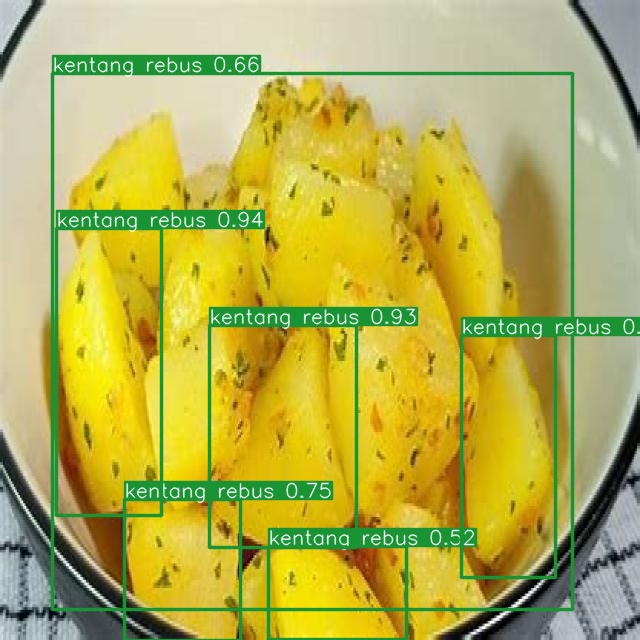 kentang rebus 0.66
kentang rebus 0.94
kentang rebus 0.93
kentang rebus 0.
kentang rebus 0.75
kentang rebus 0.52